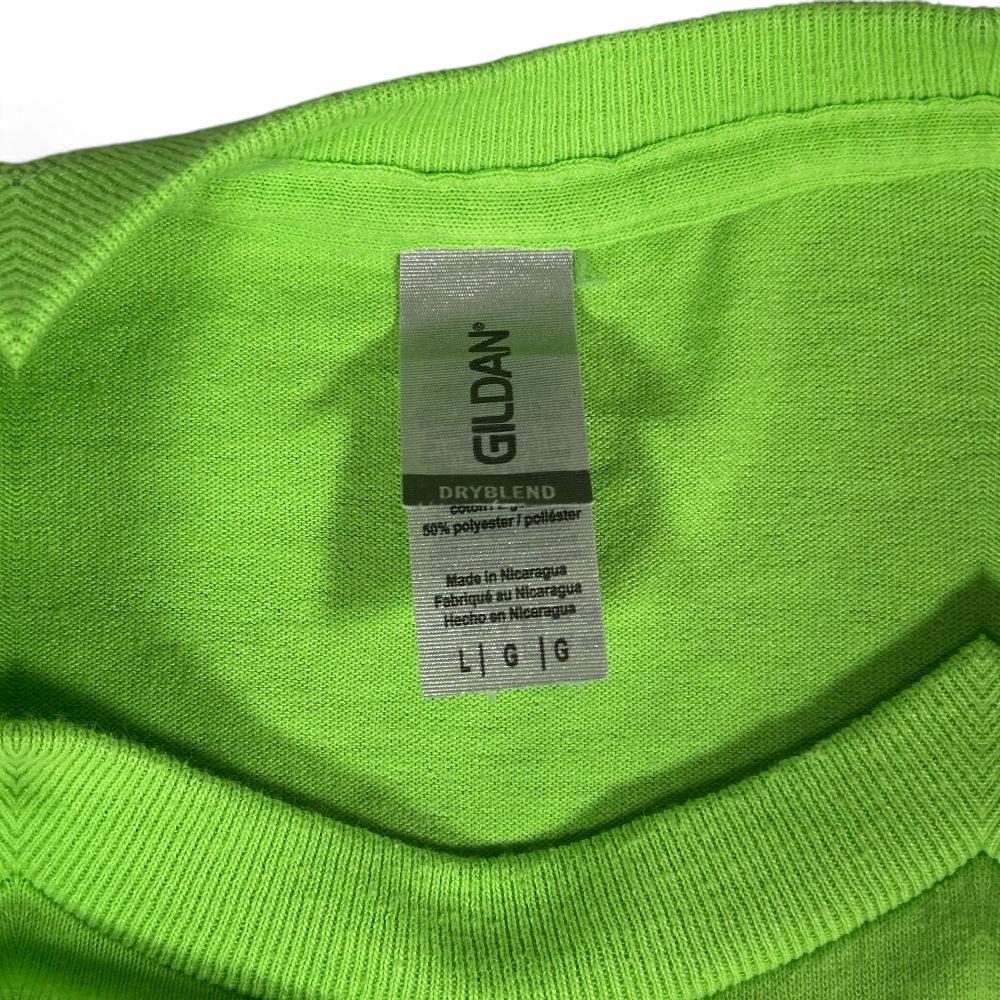 GILDAN®
DRYBLEND
50% polyester / poliéster
Made in Nicaragua
Fabriqué au Nicaragua
Hecho en Nicaragua
L | G | G